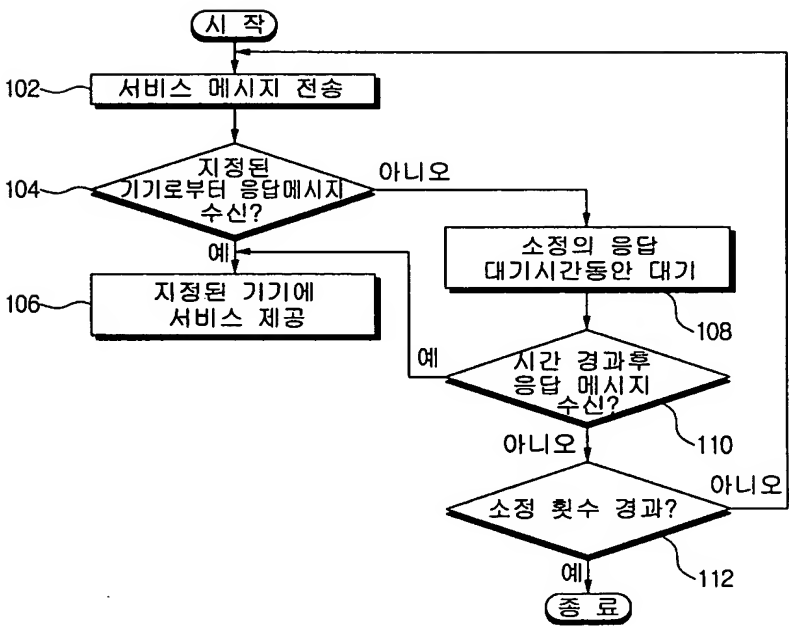 시 작
102
서비스 메시지 전송
104
지정된
기기로부터 응답메시지
수신?
아니오
예
106
지정된 기기에
서비스 제공
소정의 응답
대기시간동안 대기
108
예
시간 경과후
응답 메시지
수신?
110
아니오
소정 횟수 경과?
아니오
112
예
종 료